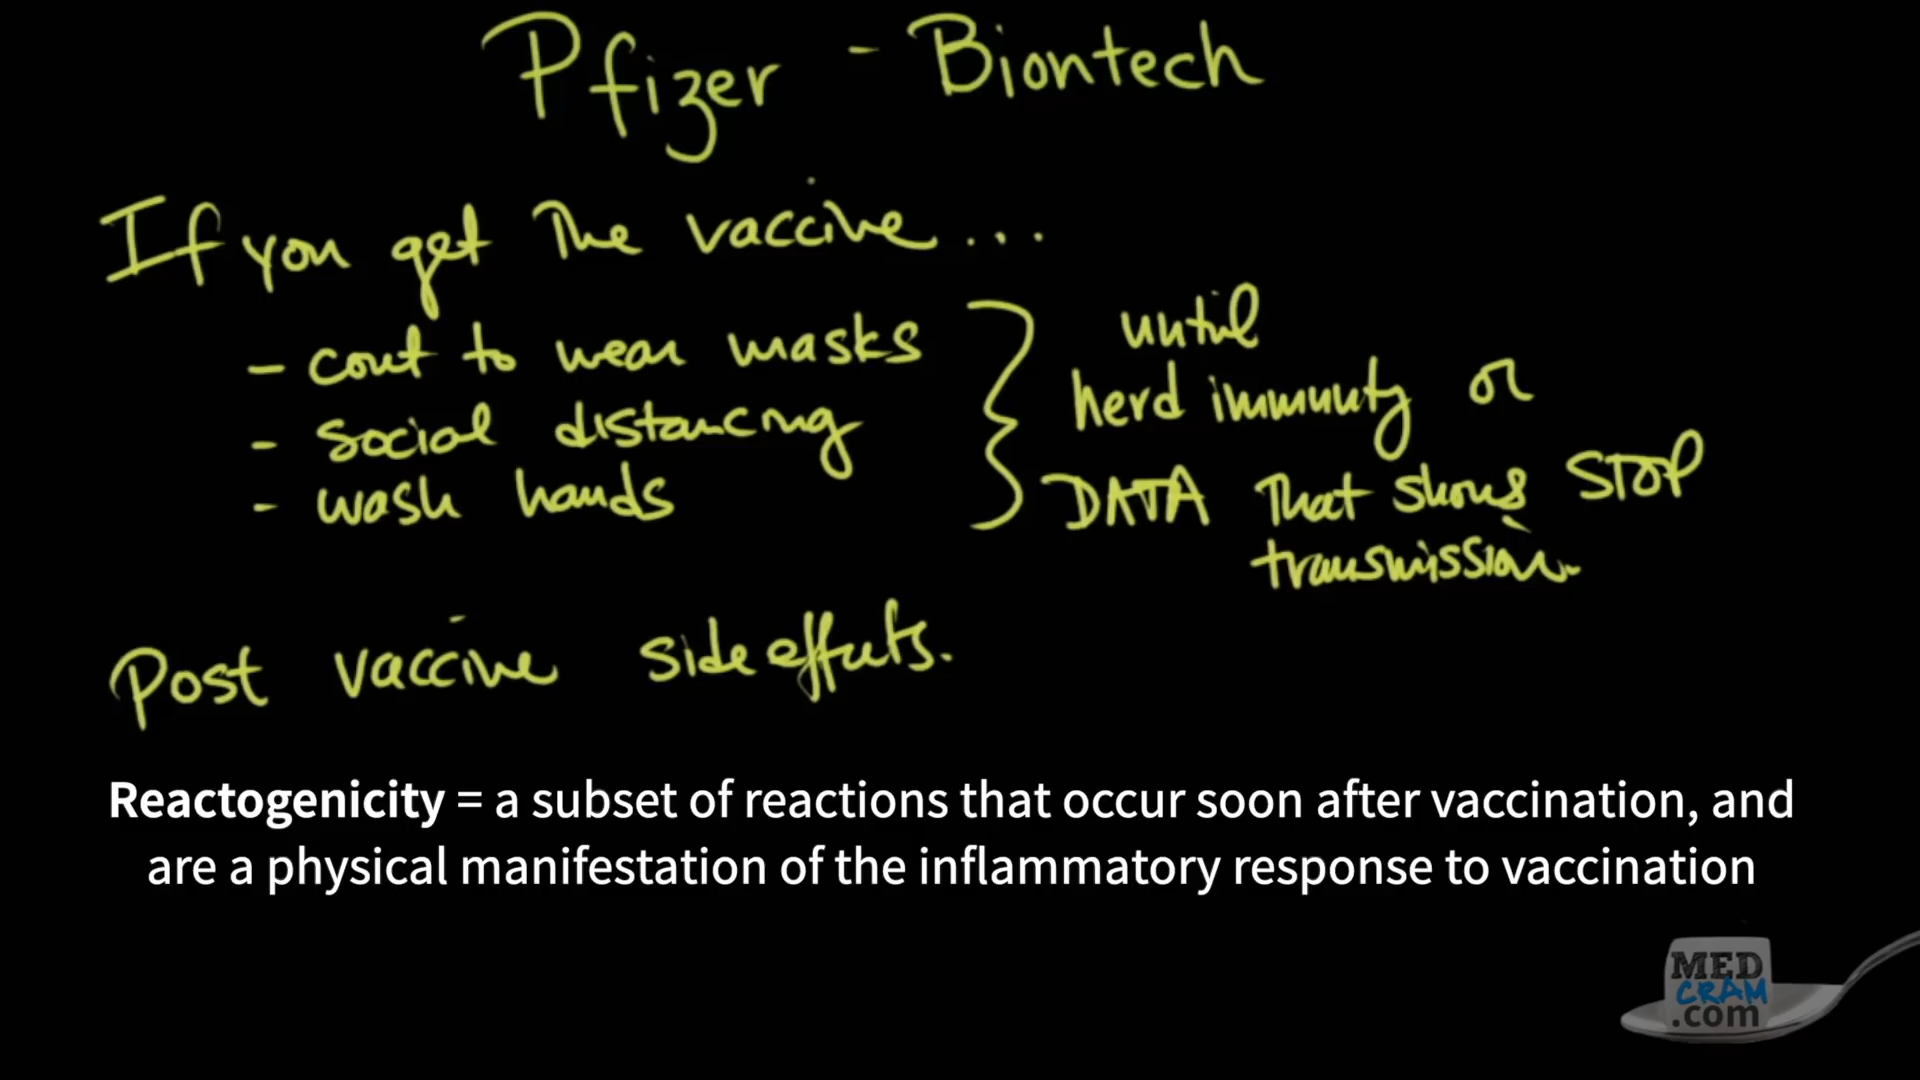 Pfizer - Biontech
If you get the vaccine...
- cont to wear masks
- social distancing
- wash hands
until
herd immunity or
DATA that shows STOP
transmission.
Post vaccine side effects.
Reactogenicity = a subset of reactions that occur soon after vaccination, and
are a physical manifestation of the inflammatory response to vaccination
MED
CRAM
.com